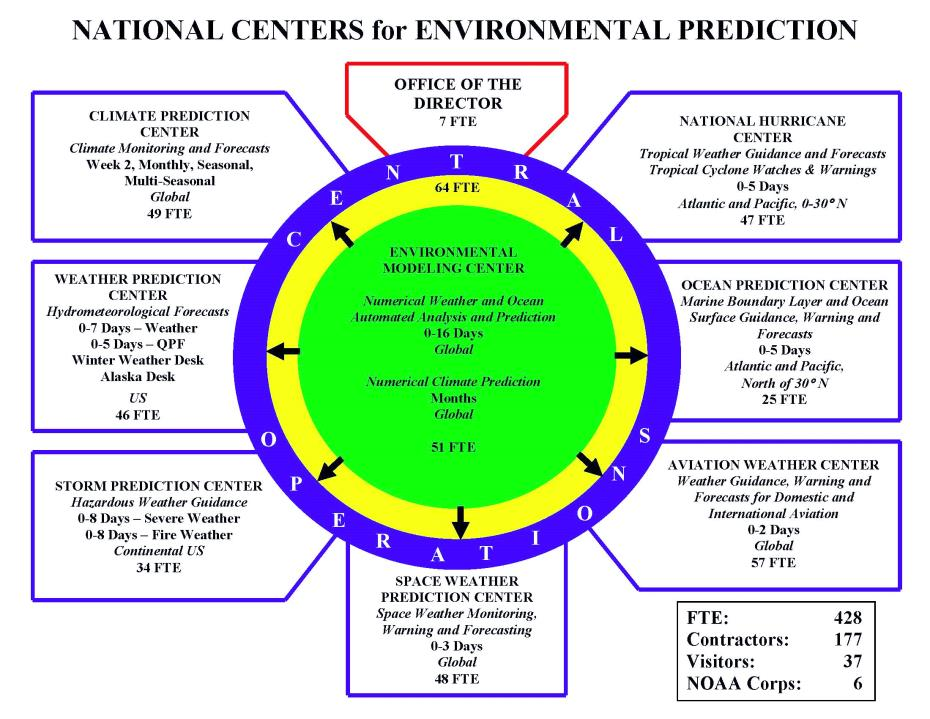 NATIONAL CENTERS for ENVIRONMENTAL PREDICTION
OFFICE OF THE
DIRECTOR
7 FTE
CLIMATE PREDICTION
CENTER
Climate Monitoring and Forecasts
Week 2, Monthly, Seasonal,
Multi-Seasonal
Global
49 FTE
NATIONAL HURRICANE
CENTER
Tropical Weather Guidance and Forecasts
Tropical Cyclone Watches & Warnings
0-5 Days
Atlantic and Pacific, 0-30° N
47 FTE
CENTRAL
64 FTE
ENVIRONMENTAL
MODELING CENTER
Numerical Weather and Ocean
Automated Analysis and Prediction
0-16 Days
Global
Numerical Climate Prediction
Months
Global
51 FTE
OPERATIONS
WEATHER PREDICTION
CENTER
Hydrometeorological Forecasts
0-7 Days – Weather
0-5 Days – QPF
Winter Weather Desk
Alaska Desk
US
46 FTE
OCEAN PREDICTION CENTER
Marine Boundary Layer and Ocean
Surface Guidance, Warning and
Forecasts
0-5 Days
Atlantic and Pacific,
North of 30° N
25 FTE
STORM PREDICTION CENTER
Hazardous Weather Guidance
0-8 Days – Severe Weather
0-8 Days – Fire Weather
Continental US
34 FTE
AVIATION WEATHER CENTER
Weather Guidance, Warning and
Forecasts for Domestic and
International Aviation
0-2 Days
Global
57 FTE
SPACE WEATHER
PREDICTION CENTER
Space Weather Monitoring,
Warning and Forecasting
0-3 Days
Global
48 FTE
FTE: 428
Contractors: 177
Visitors: 37
NOAA Corps: 6